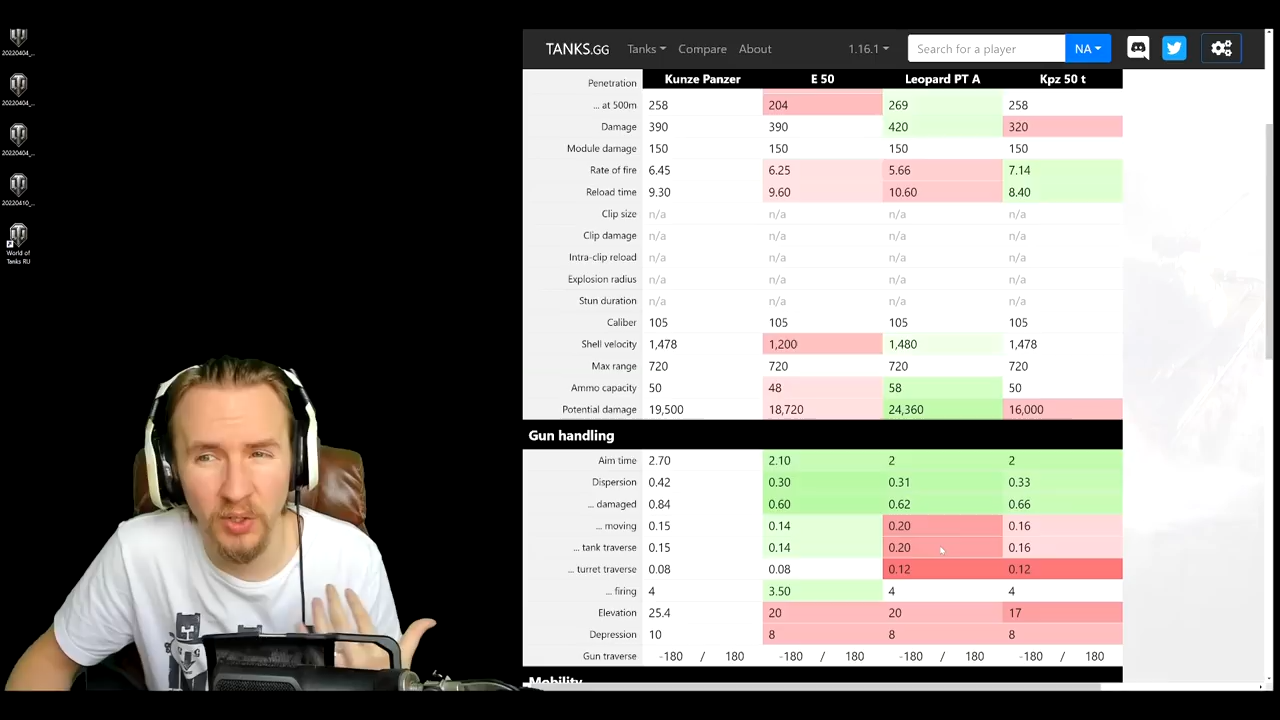 20220404_...
20220404_...
20220404_...
20220410_...
World of
Tanks RU
TANKS.GG Tanks Compare About 1.16.1 Search for a player NA
Kunze Panzer E 50 Leopard PT A Kpz 50 t
Penetration
... at 500m 258 204 269 258
Damage 390 390 420 320
Module damage 150 150 150 150
Rate of fire 6.45 6.25 5.66 7.14
Reload time 9.30 9.60 10.60 8.40
Clip size n/a n/a n/a n/a
Clip damage n/a n/a n/a n/a
Intra-clip reload n/a n/a n/a n/a
Explosion radius n/a n/a n/a n/a
Stun duration n/a n/a n/a n/a
Caliber 105 105 105 105
Shell velocity 1,478 1,200 1,480 1,478
Max range 720 720 720 720
Ammo capacity 50 48 58 50
Potential damage 19,500 18,720 24,360 16,000
Gun handling
Aim time 2.70 2.10 2 2
Dispersion 0.42 0.30 0.31 0.33
... damaged 0.84 0.60 0.62 0.66
... moving 0.15 0.14 0.20 0.16
... tank traverse 0.15 0.14 0.20 0.16
... turret traverse 0.08 0.08 0.12 0.12
... firing 4 3.50 4 4
Elevation 25.4 20 20 17
Depression 10 8 8 8
Gun traverse -180 / 180 -180 / 180 -180 / 180 -180 / 180
Mobility